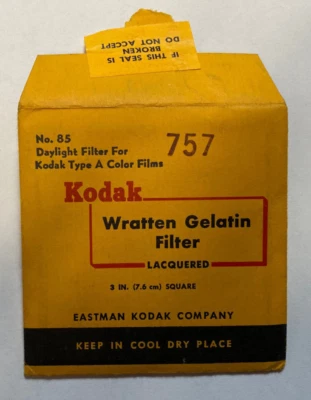 IF THIS SEAL IS
BROKEN
DO NOT ACCEPT
No. 85
Daylight Filter For
Kodak Type A Color Films
757
Kodak
Wratten Gelatin
Filter
LACQUERED
3 IN. (7.6 cm) SQUARE
EASTMAN KODAK COMPANY
KEEP IN COOL DRY PLACE